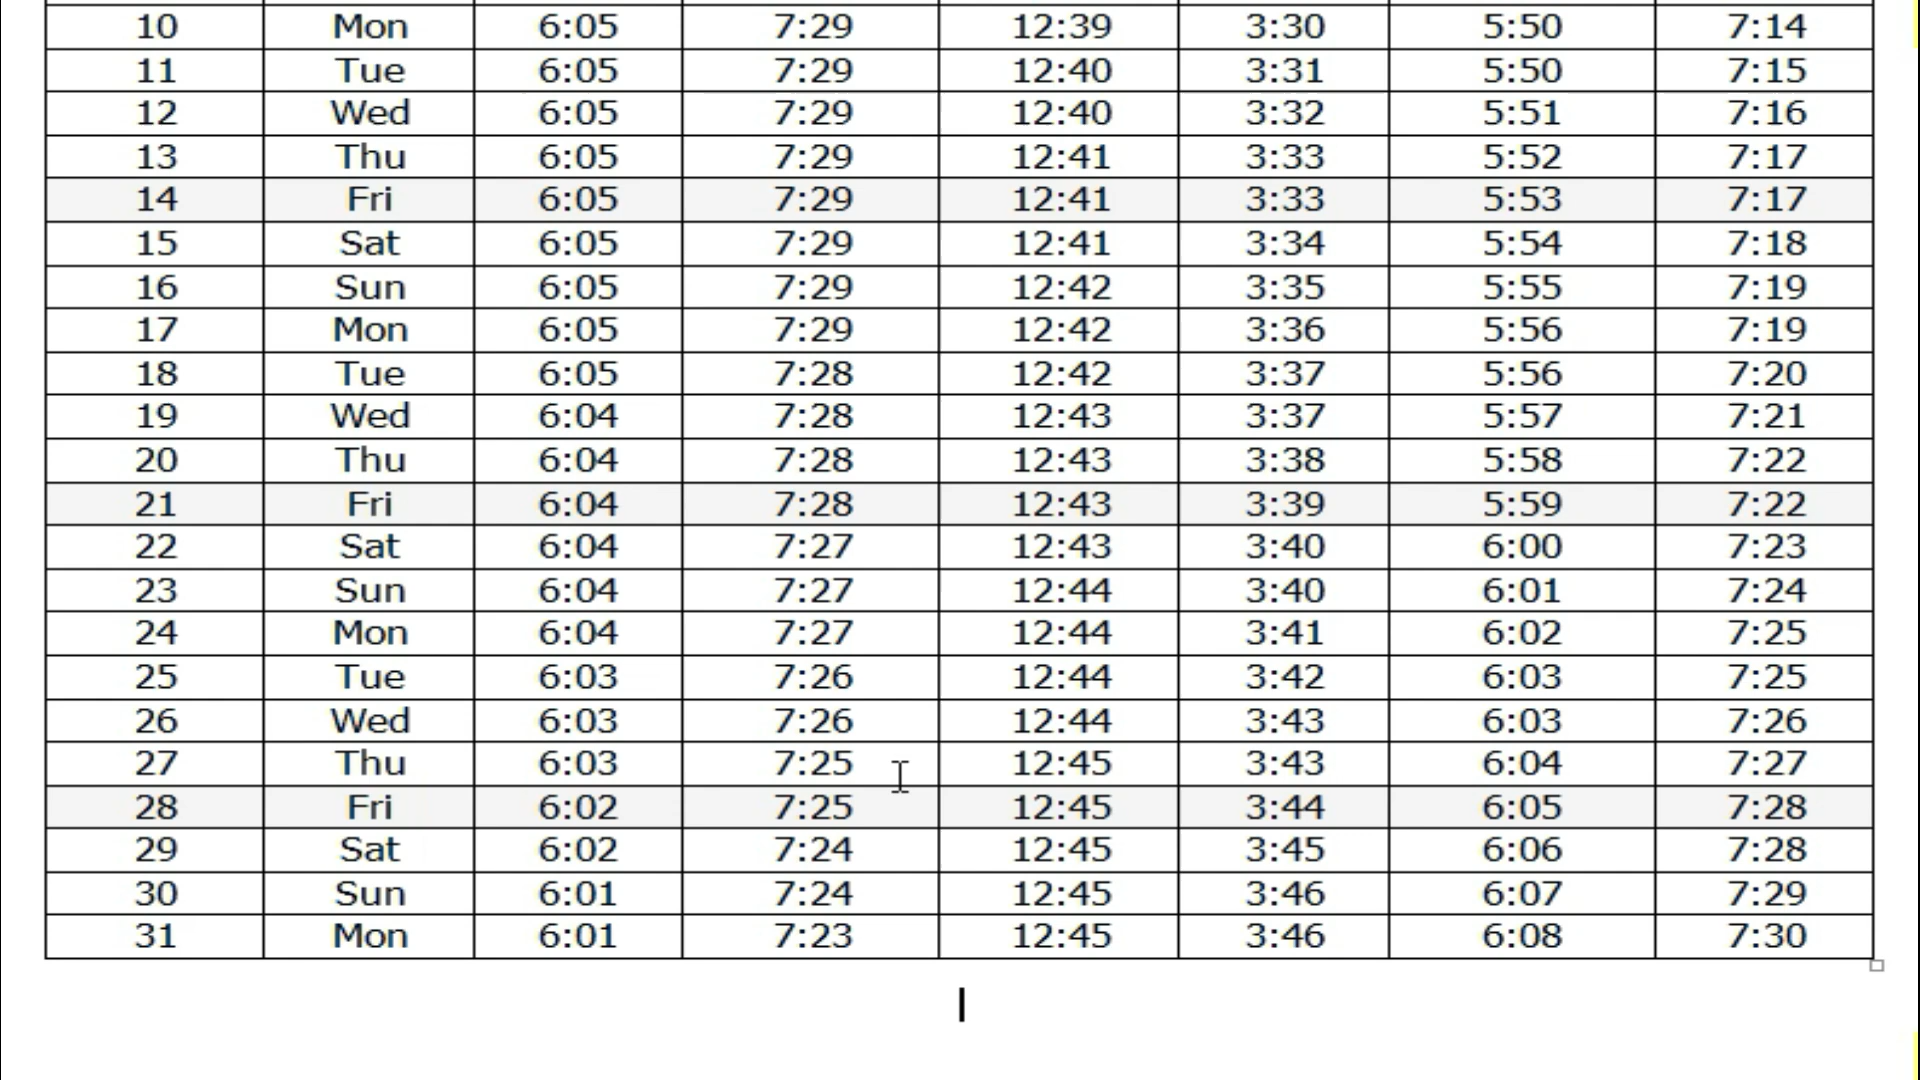 10 Mon 6:05 7:29 12:39 3:30 5:50 7:14
11 Tue 6:05 7:29 12:40 3:31 5:50 7:15
12 Wed 6:05 7:29 12:40 3:32 5:51 7:16
13 Thu 6:05 7:29 12:41 3:33 5:52 7:17
14 Fri 6:05 7:29 12:41 3:33 5:53 7:17
15 Sat 6:05 7:29 12:41 3:34 5:54 7:18
16 Sun 6:05 7:29 12:42 3:35 5:55 7:19
17 Mon 6:05 7:29 12:42 3:36 5:56 7:19
18 Tue 6:05 7:28 12:42 3:37 5:56 7:20
19 Wed 6:04 7:28 12:43 3:37 5:57 7:21
20 Thu 6:04 7:28 12:43 3:38 5:58 7:22
21 Fri 6:04 7:28 12:43 3:39 5:59 7:22
22 Sat 6:04 7:27 12:43 3:40 6:00 7:23
23 Sun 6:04 7:27 12:44 3:40 6:01 7:24
24 Mon 6:04 7:27 12:44 3:41 6:02 7:25
25 Tue 6:03 7:26 12:44 3:42 6:03 7:25
26 Wed 6:03 7:26 12:44 3:43 6:03 7:26
27 Thu 6:03 7:25 12:45 3:43 6:04 7:27
28 Fri 6:02 7:25 12:45 3:44 6:05 7:28
29 Sat 6:02 7:24 12:45 3:45 6:06 7:28
30 Sun 6:01 7:24 12:45 3:46 6:07 7:29
31 Mon 6:01 7:23 12:45 3:46 6:08 7:30